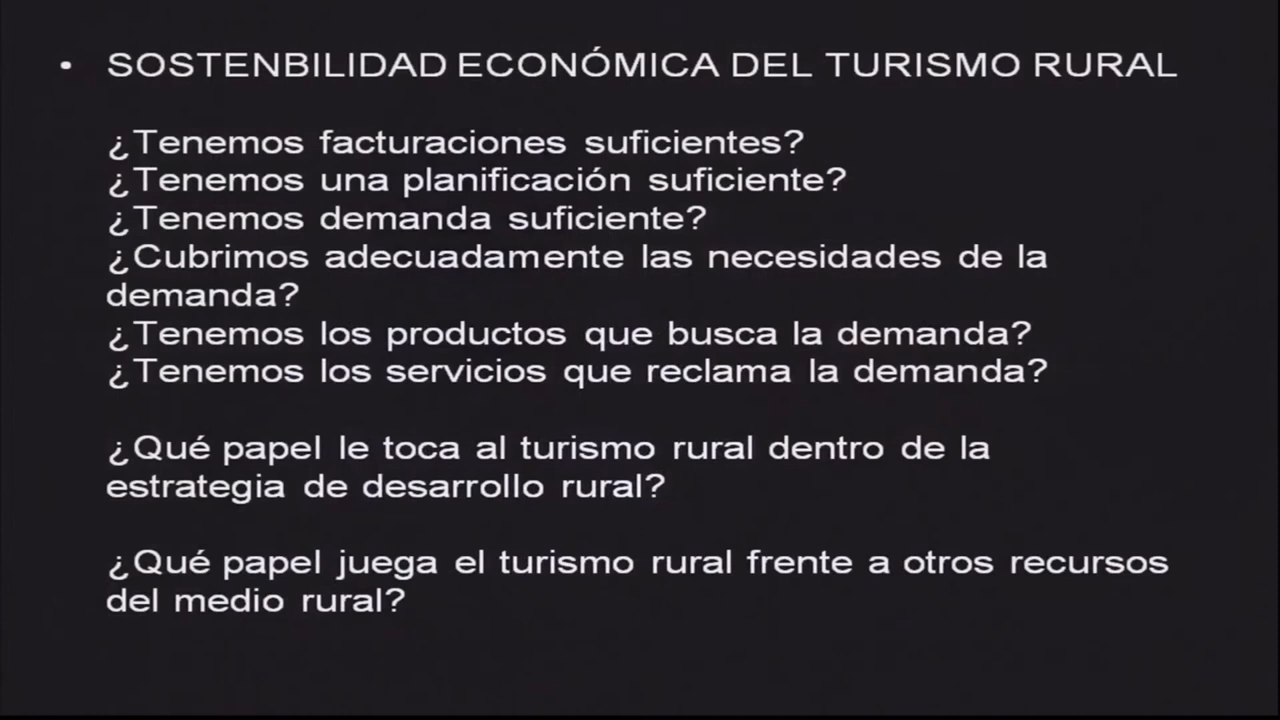 • SOSTENBILIDAD ECONÓMICA DEL TURISMO RURAL
¿Tenemos facturaciones suficientes?
¿Tenemos una planificación suficiente?
¿Tenemos demanda suficiente?
¿Cubrimos adecuadamente las necesidades de la
demanda?
¿Tenemos los productos que busca la demanda?
¿Tenemos los servicios que reclama la demanda?
¿Qué papel le toca al turismo rural dentro de la
estrategia de desarrollo rural?
¿Qué papel juega el turismo rural frente a otros recursos
del medio rural?